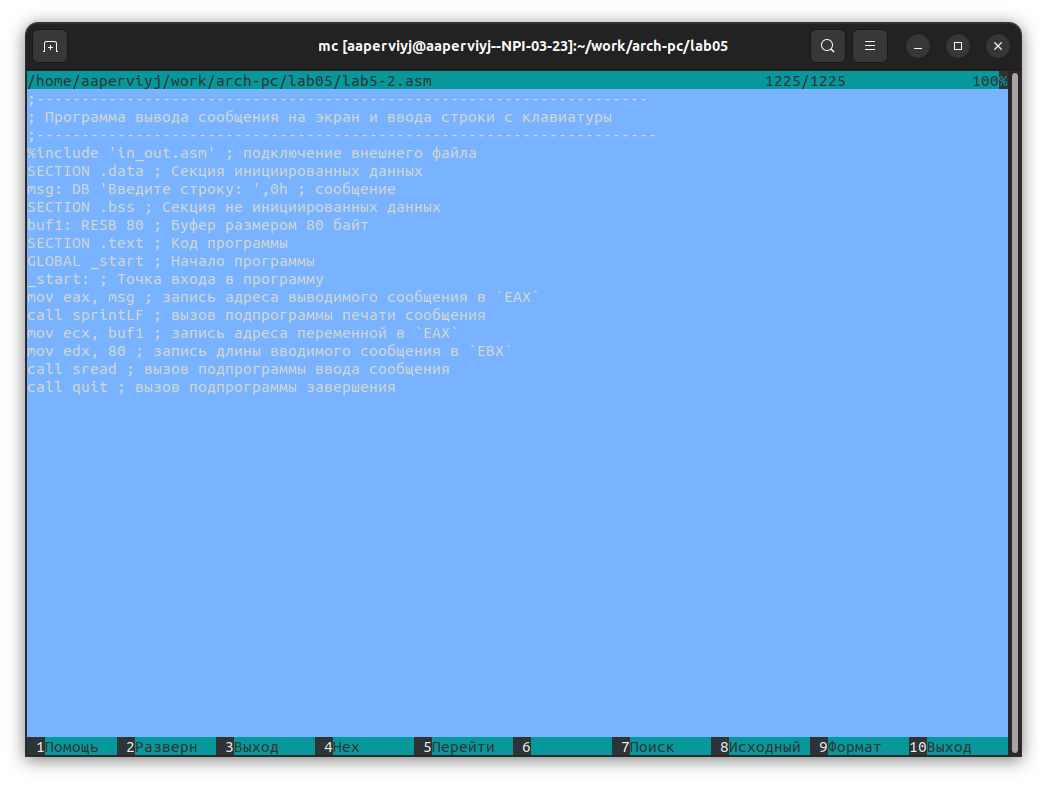 mc [aaperviyj@aaperviyj--NPI-03-23]:~/work/arch-pc/lab05
/home/aaperviyj/work/arch-pc/lab05/lab5-2.asm 1225/1225 100%
;--------------------------------------------------------------------
; Программа вывода сообщения на экран и ввода строки с клавиатуры
;---------------------------------------------------------------------
%include 'in_out.asm' ; подключение внешнего файла
SECTION .data ; Секция инициированных данных
msg: DB 'Введите строку: ',0h ; сообщение
SECTION .bss ; Секция не инициированных данных
buf1: RESB 80 ; Буфер размером 80 байт
SECTION .text ; Код программы
GLOBAL _start ; Начало программы
_start: ; Точка входа в программу
mov eax, msg ; запись адреса выводимого сообщения в `EAX`
call sprintLF ; вызов подпрограммы печати сообщения
mov ecx, buf1 ; запись адреса переменной в `EAX`
mov edx, 80 ; запись длины вводимого сообщения в `EBX`
call sread ; вызов подпрограммы ввода сообщения
call quit ; вызов подпрограммы завершения
1Помощь 2Разверн 3Выход 4Hex 5Перейти 6 7Поиск 8Исходный 9Формат 10Выход